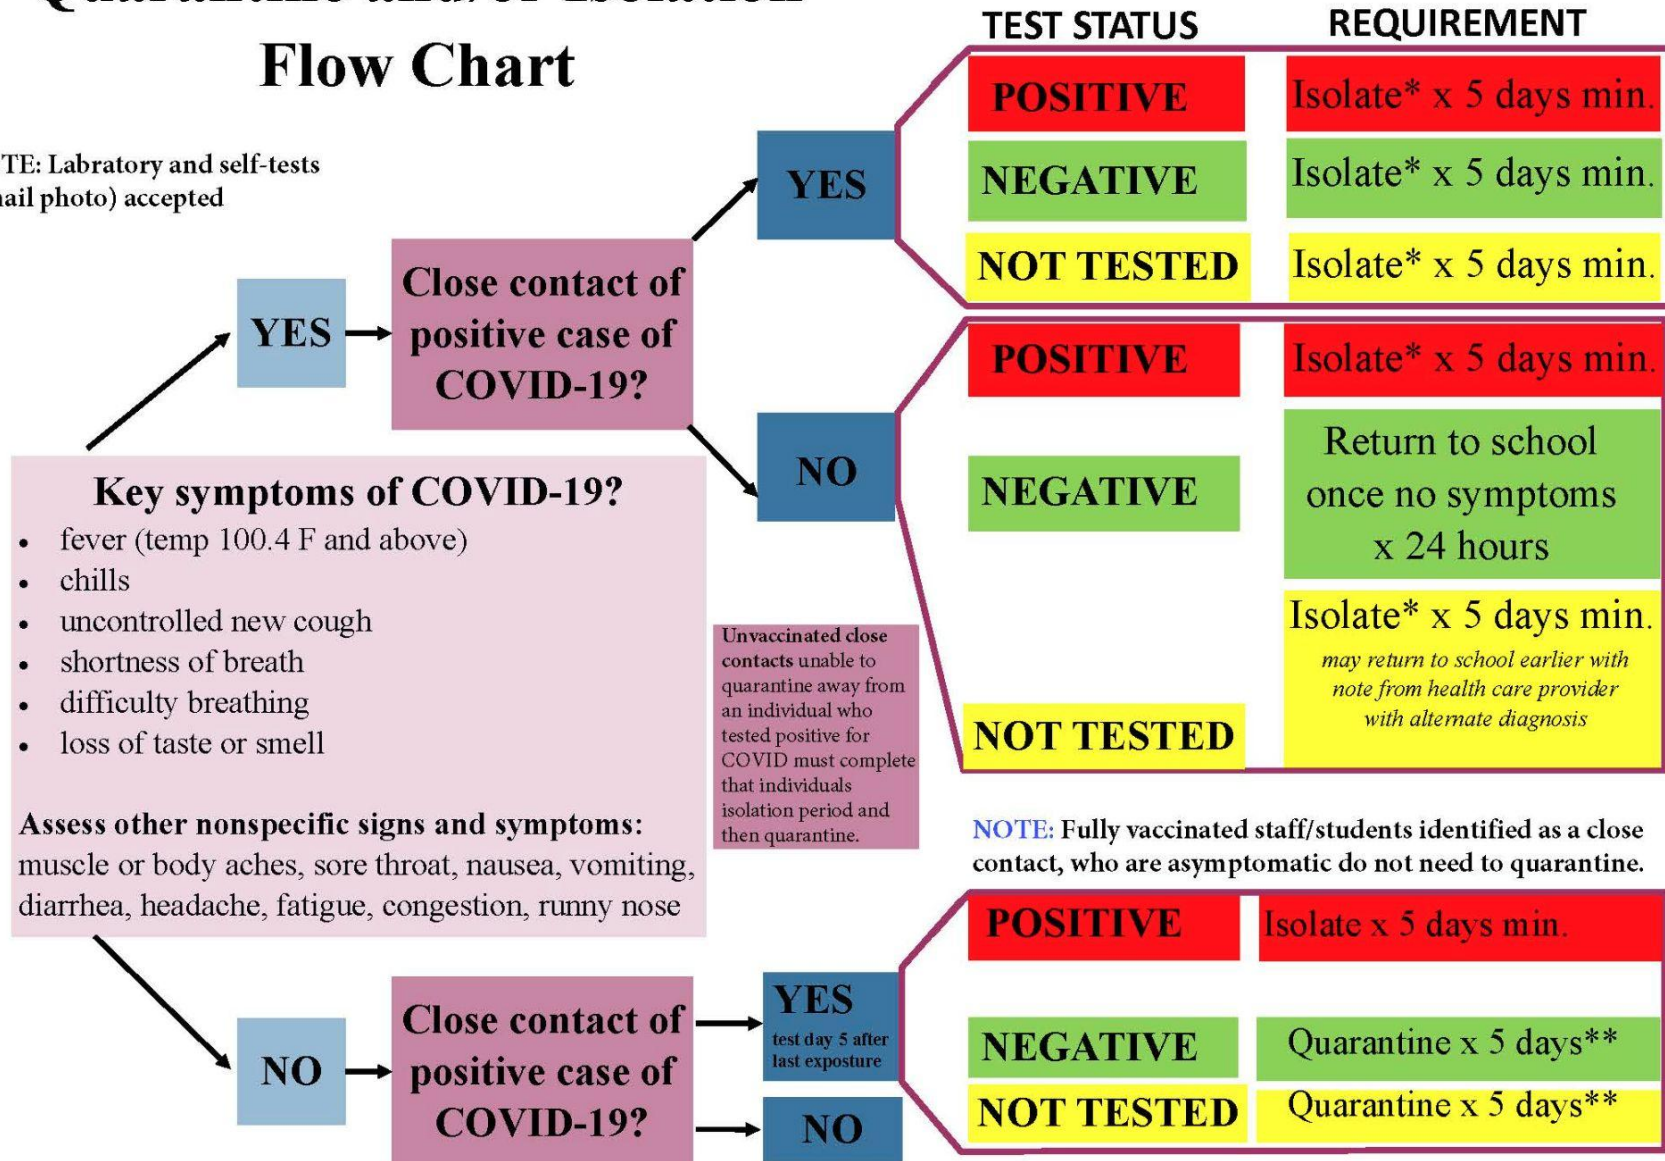 Flow Chart
TE: Labratory and self-tests
ail photo) accepted
TEST STATUS
REQUIREMENT
YES
POSITIVE
Isolate* x 5 days min.
NEGATIVE
Isolate* x 5 days min.
NOT TESTED
Isolate* x 5 days min.
YES
Close contact of
positive case of
COVID-19?
NO
POSITIVE
Isolate* x 5 days min.
NEGATIVE
Return to school
once no symptoms
x 24 hours
NOT TESTED
Isolate* x 5 days min.
may return to school earlier with
note from health care provider
with alternate diagnosis
Key symptoms of COVID-19?
• fever (temp 100.4 F and above)
• chills
• uncontrolled new cough
• shortness of breath
• difficulty breathing
• loss of taste or smell
Assess other nonspecific signs and symptoms:
muscle or body aches, sore throat, nausea, vomiting,
diarrhea, headache, fatigue, congestion, runny nose
Unvaccinated close
contacts unable to
quarantine away from
an individual who
tested positive for
COVID must complete
that individuals
isolation period and
then quarantine.
NOTE: Fully vaccinated staff/students identified as a close
contact, who are asymptomatic do not need to quarantine.
NO
Close contact of
positive case of
COVID-19?
YES
test day 5 after
last exposture
NO
POSITIVE
Isolate x 5 days min.
NEGATIVE
Quarantine x 5 days**
NOT TESTED
Quarantine x 5 days**